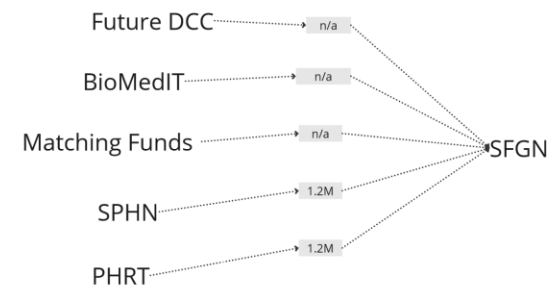 Future DCC
n/a
BioMedIT
n/a
Matching Funds
n/a
SFGN
SPHN
1.2M
PHRT
1.2M